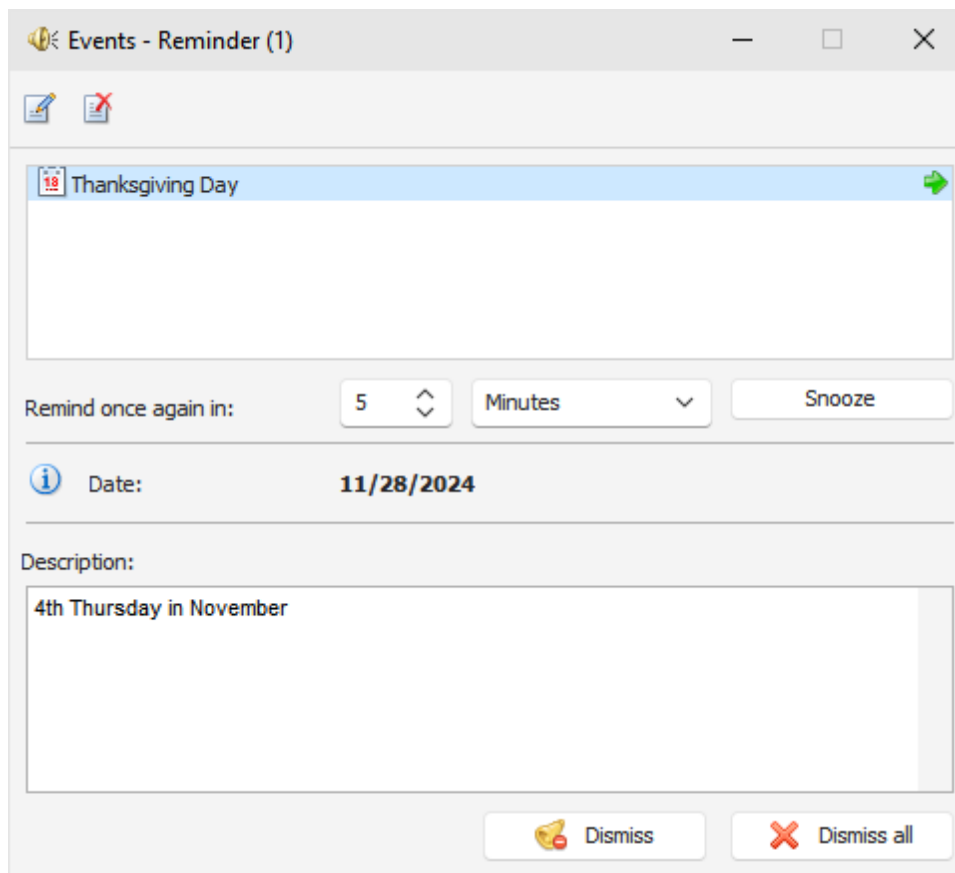 Events - Reminder (1)
18 Thanksgiving Day
Remind once again in: 5 Minutes Snooze
Date: 11/28/2024
Description:
4th Thursday in November
Dismiss Dismiss all